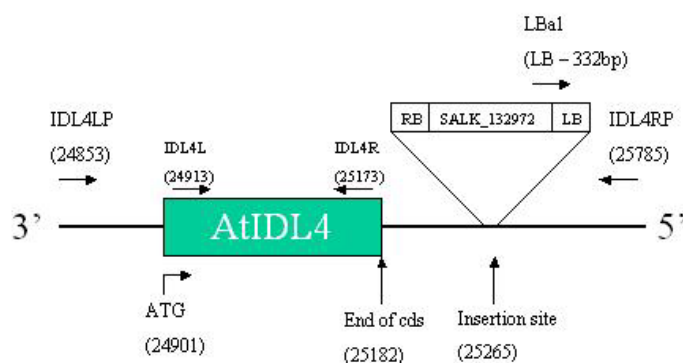 LBa1
(LB – 332bp)
IDL4LP
(24853)
IDL4L
(24913)
IDL4R
(25173)
RB SALK_132972 LB
IDL4RP
(25785)
3’ AtIDL4 5’
ATG
(24901)
End of cds
(25182)
Insertion site
(25265)